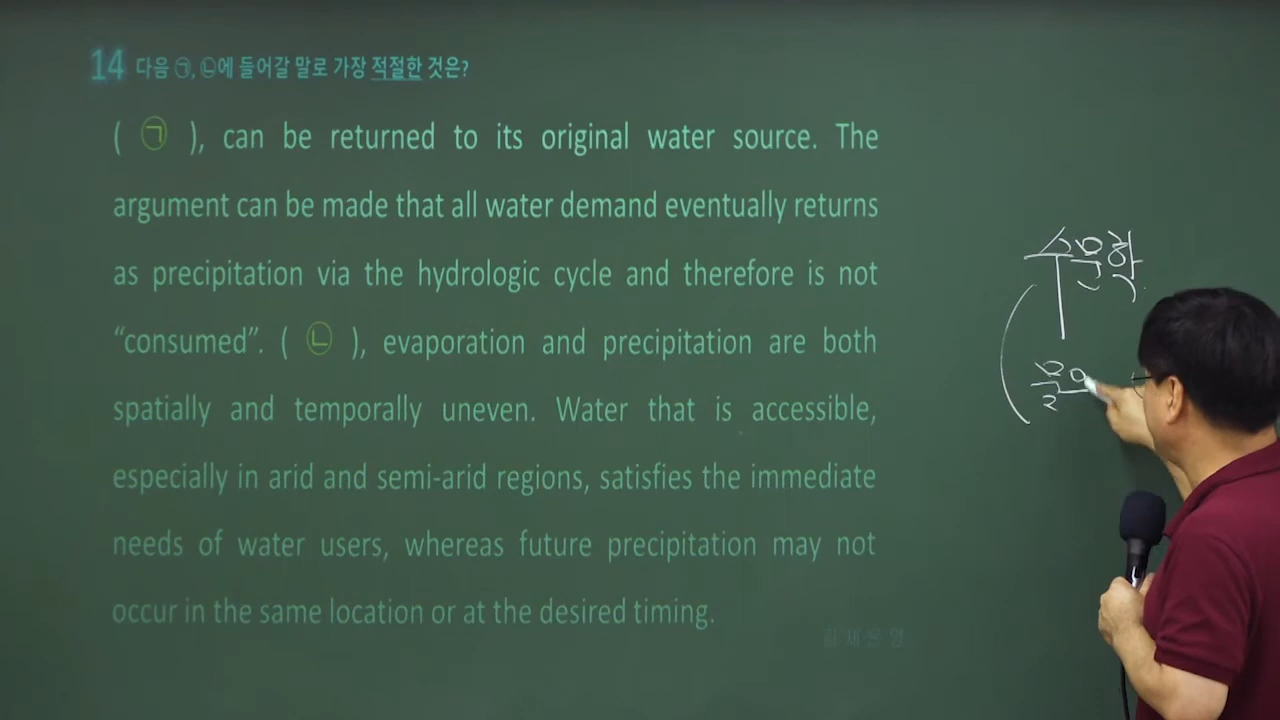 14 다음 ㉠, ㉡에 들어갈 말로 가장 적절한 것은?
( ㉠ ), can be returned to its original water source. The
argument can be made that all water demand eventually returns
as precipitation via the hydrologic cycle and therefore is not
“consumed”. ( ㉡ ), evaporation and precipitation are both
spatially and temporally uneven. Water that is accessible,
especially in arid and semi-arid regions, satisfies the immediate
needs of water users, whereas future precipitation may not
occur in the same location or at the desired timing.
수문학